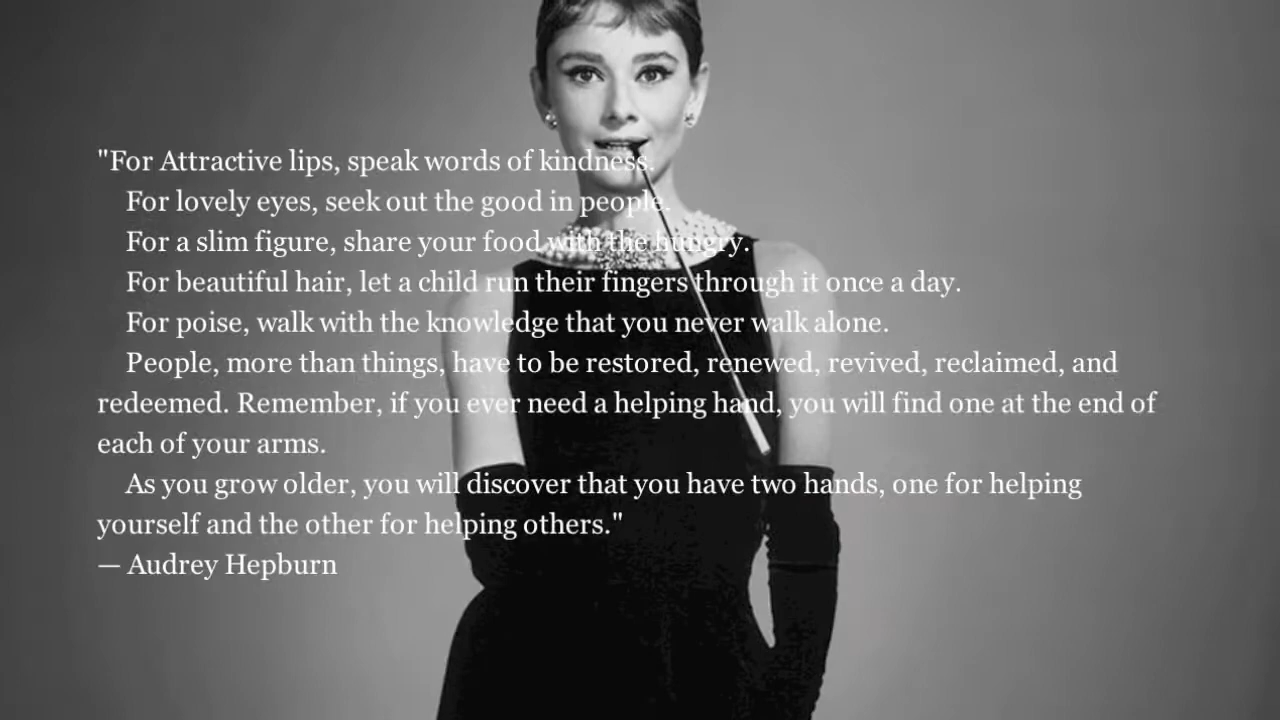 "For Attractive lips, speak words of kindness.
For lovely eyes, seek out the good in people.
For a slim figure, share your food with the hungry.
For beautiful hair, let a child run their fingers through it once a day.
For poise, walk with the knowledge that you never walk alone.
People, more than things, have to be restored, renewed, revived, reclaimed, and
redeemed. Remember, if you ever need a helping hand, you will find one at the end of
each of your arms.
As you grow older, you will discover that you have two hands, one for helping
yourself and the other for helping others."
— Audrey Hepburn